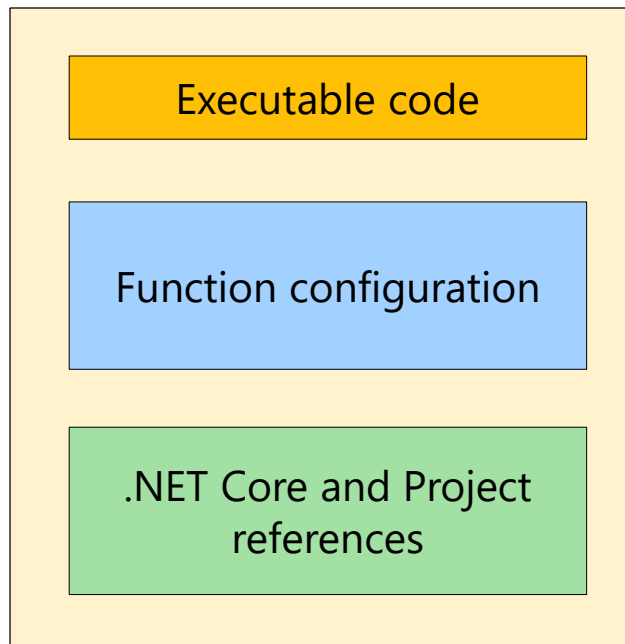 Executable code
Function configuration
.NET Core and Project
references